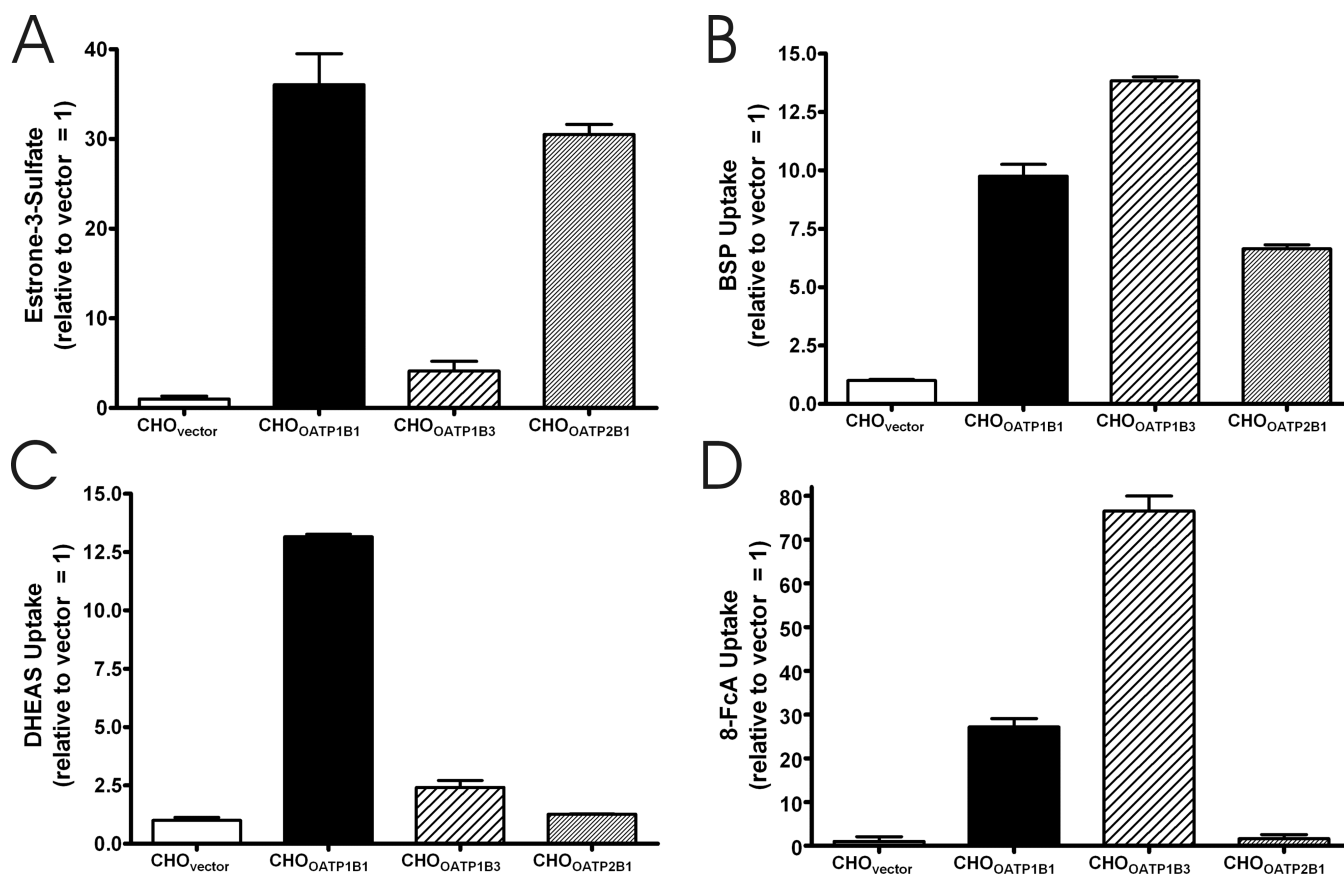 A
Estrone-3-Sulfate
(relative to vector = 1)
40
30
20
10
0
CHOvector
CHOOATP1B1
CHOOATP1B3
CHOOATP2B1
B
BSP Uptake
(relative to vector = 1)
15.0
12.5
10.0
7.5
5.0
2.5
0.0
CHOvector
CHOOATP1B1
CHOOATP1B3
CHOOATP2B1
C
DHEAS Uptake
(relative to vector = 1)
15.0
12.5
10.0
7.5
5.0
2.5
0.0
CHOvector
CHOOATP1B1
CHOOATP1B3
CHOOATP2B1
D
8-FcA Uptake
(relative to vector = 1)
80
70
60
50
40
30
20
10
0
CHOvector
CHOOATP1B1
CHOOATP1B3
CHOOATP2B1